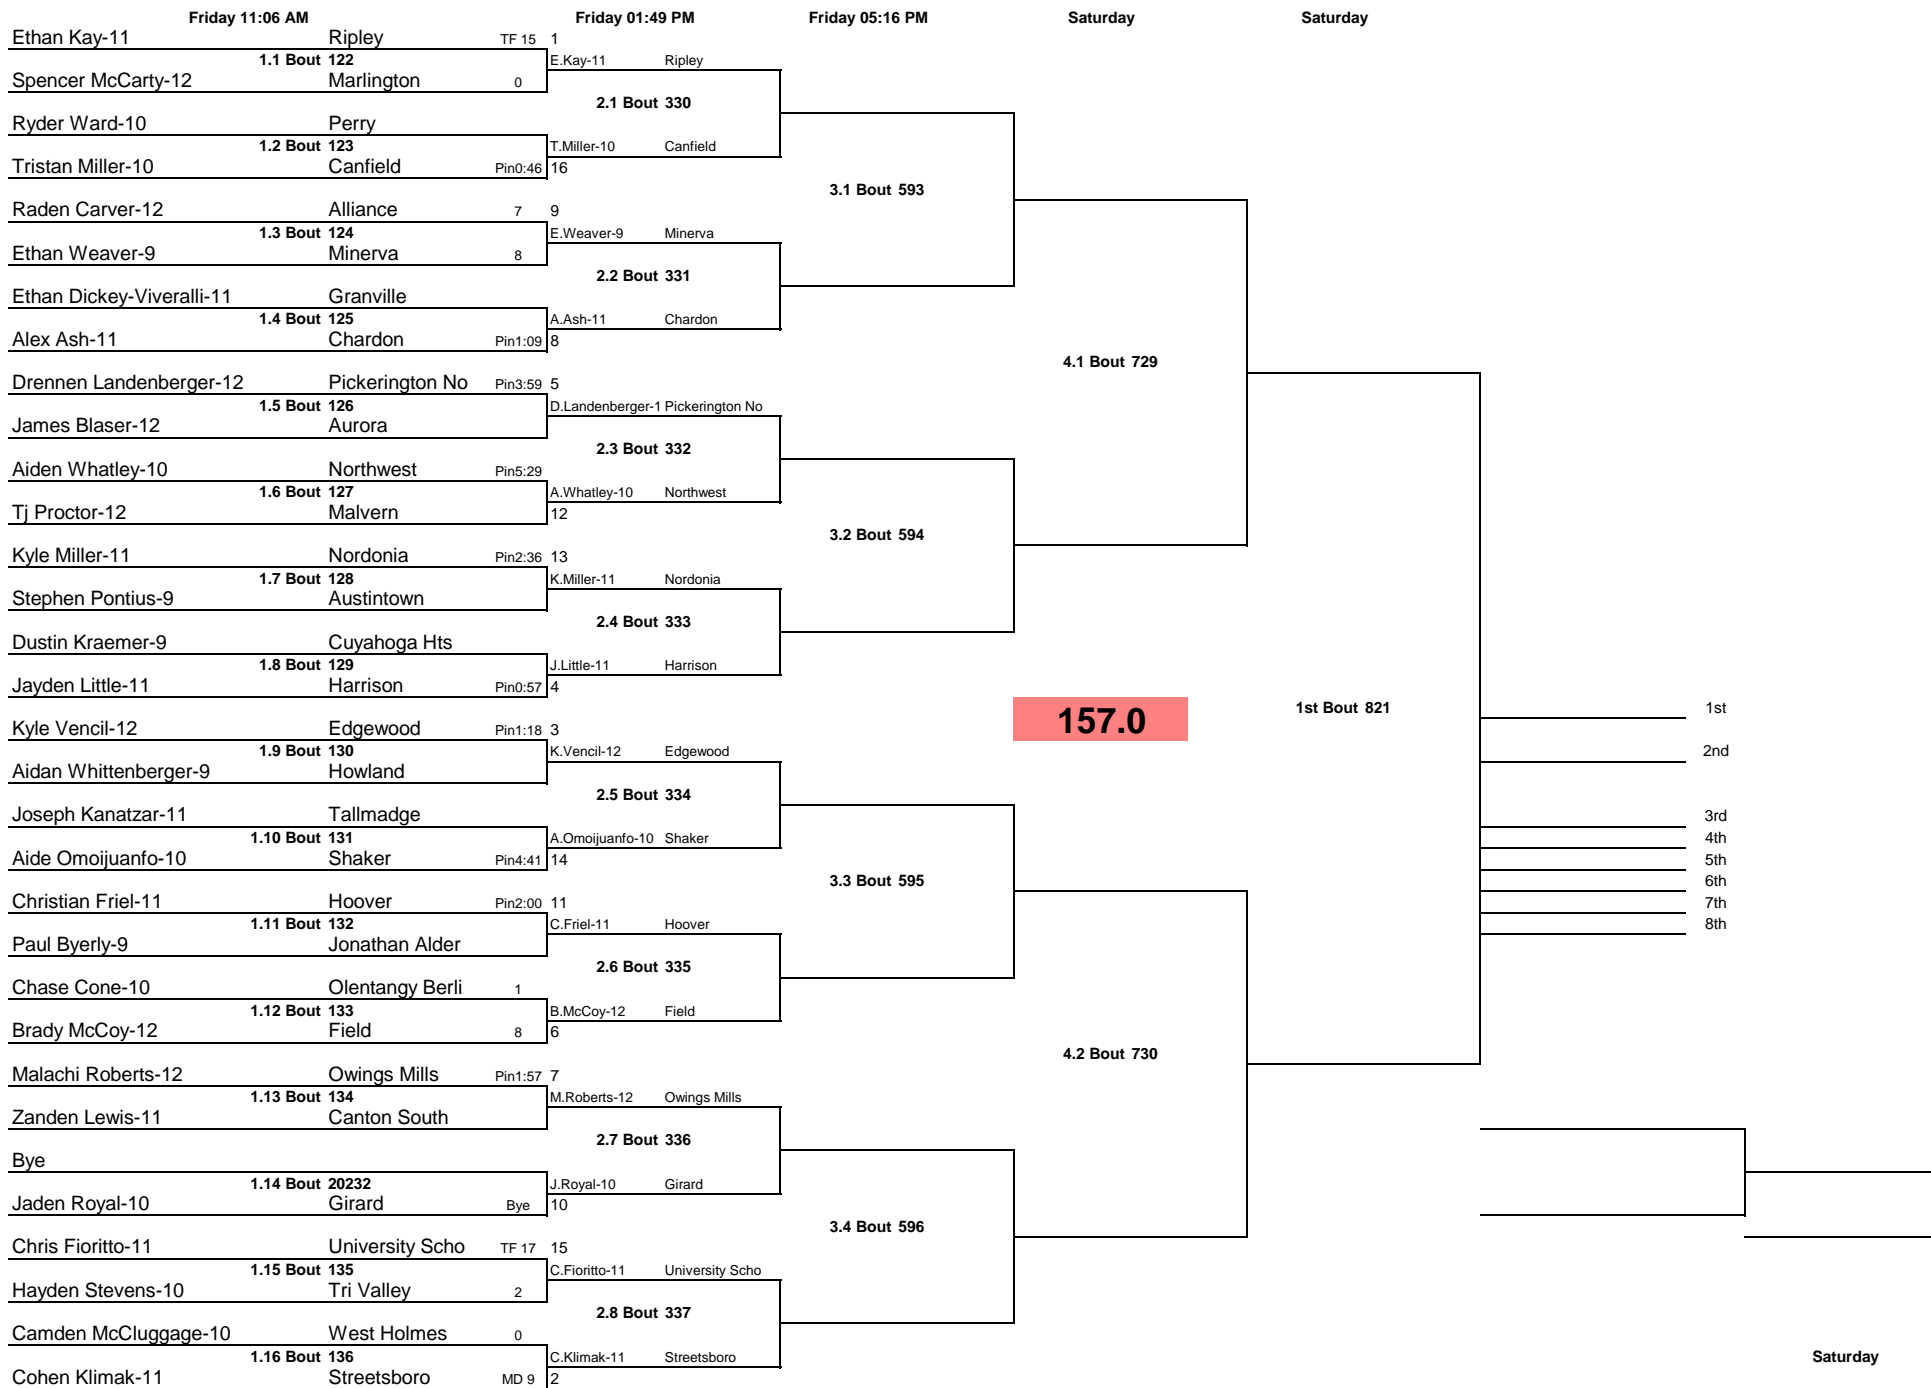 Friday 11:06 AM Friday 01:49 PM Friday 05:16 PM Saturday Saturday
Ethan Kay-11 Ripley TF 15 1
1.1 Bout 122 E.Kay-11 Ripley
Spencer McCarty-12 Marlington 0
2.1 Bout 330
Ryder Ward-10 Perry
1.2 Bout 123 T.Miller-10 Canfield
Tristan Miller-10 Canfield Pin0:46 16
3.1 Bout 593
Raden Carver-12 Alliance 7 9
1.3 Bout 124 E.Weaver-9 Minerva
Ethan Weaver-9 Minerva 8
2.2 Bout 331
Ethan Dickey-Viveralli-11 Granville
1.4 Bout 125 A.Ash-11 Chardon
Alex Ash-11 Chardon Pin1:09 8
4.1 Bout 729
Drennen Landenberger-12 Pickerington No Pin3:59 5
1.5 Bout 126 D.Landenberger-1 Pickerington No
James Blaser-12 Aurora
2.3 Bout 332
Aiden Whatley-10 Northwest Pin5:29
1.6 Bout 127 A.Whatley-10 Northwest
Tj Proctor-12 Malvern 12
3.2 Bout 594
Kyle Miller-11 Nordonia Pin2:36 13
1.7 Bout 128 K.Miller-11 Nordonia
Stephen Pontius-9 Austintown
2.4 Bout 333
Dustin Kraemer-9 Cuyahoga Hts
1.8 Bout 129 J.Little-11 Harrison
Jayden Little-11 Harrison Pin0:57 4
157.0 1st Bout 821 1st
Kyle Vencil-12 Edgewood Pin1:18 3
1.9 Bout 130 K.Vencil-12 Edgewood 2nd
Aidan Whittenberger-9 Howland
2.5 Bout 334
Joseph Kanatzar-11 Tallmadge 3rd
1.10 Bout 131 A.Omoijuanfo-10 Shaker 4th
Aide Omoijuanfo-10 Shaker Pin4:41 14 5th
3.3 Bout 595 6th
Christian Friel-11 Hoover Pin2:00 11 7th
1.11 Bout 132 C.Friel-11 Hoover 8th
Paul Byerly-9 Jonathan Alder
2.6 Bout 335
Chase Cone-10 Olentangy Berli 1
1.12 Bout 133 B.McCoy-12 Field
Brady McCoy-12 Field 8 6
4.2 Bout 730
Malachi Roberts-12 Owings Mills Pin1:57 7
1.13 Bout 134 M.Roberts-12 Owings Mills
Zanden Lewis-11 Canton South
2.7 Bout 336
Bye
1.14 Bout 20232 J.Royal-10 Girard
Jaden Royal-10 Girard Bye 10
3.4 Bout 596
Chris Fioritto-11 University Scho TF 17 15
1.15 Bout 135 C.Fioritto-11 University Scho
Hayden Stevens-10 Tri Valley 2
2.8 Bout 337
Camden McCluggage-10 West Holmes 0
1.16 Bout 136 C.Klimak-11 Streetsboro Saturday
Cohen Klimak-11 Streetsboro MD 9 2